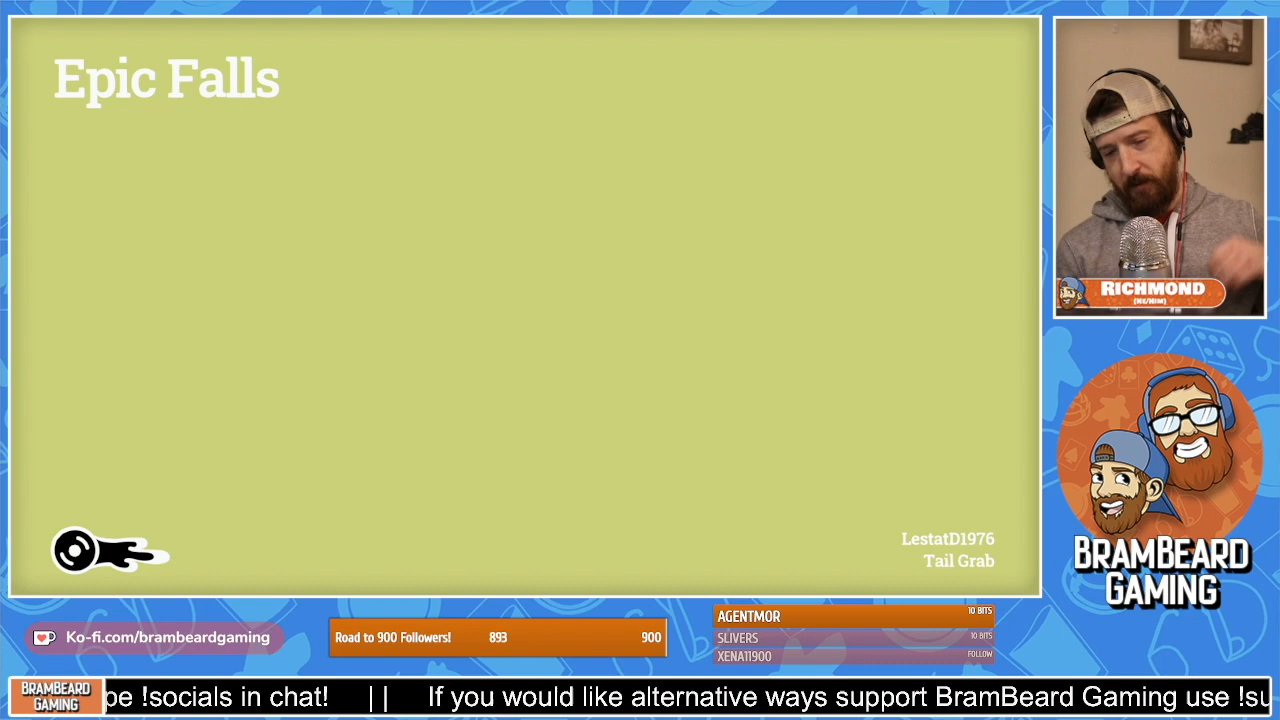 Epic Falls
RICHMOND
(HE/HIM)
LestatD1976
Tail Grab
BRAMBEARD
GAMING
Ko-fi.com/brambeardgaming
Road to 900 Followers! 893 900
AGENTMOR 10 BITS
SLIVERS 10 BITS
XENA11900 FOLLOW
BRAMBEARD
GAMING
pe !socials in chat! || If you would like alternative ways support BramBeard Gaming use !su